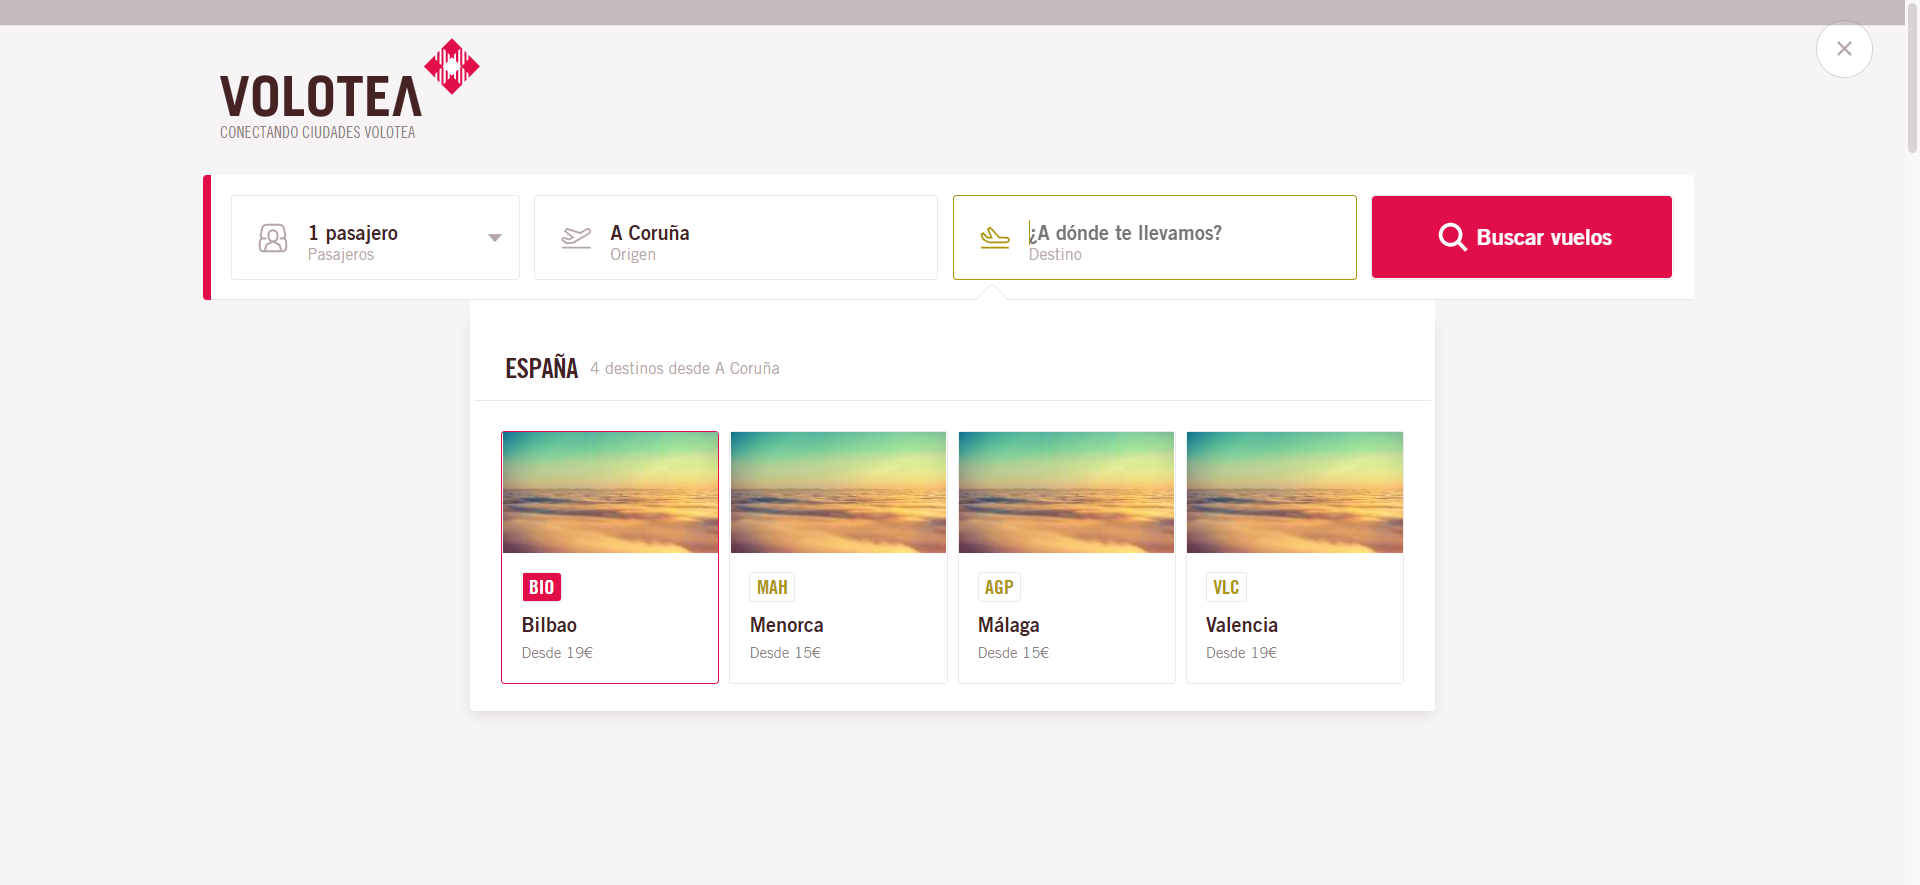 VOLOTEA
CONECTANDO CIUDADES VOLOTEA
1 pasajero
Pasajeros
A Coruña
Origen
¿A dónde te llevamos?
Destino
Buscar vuelos
ESPAÑA 4 destinos desde A Coruña
BIO
Bilbao
Desde 19€
MAH
Menorca
Desde 15€
AGP
Málaga
Desde 15€
VLC
Valencia
Desde 19€